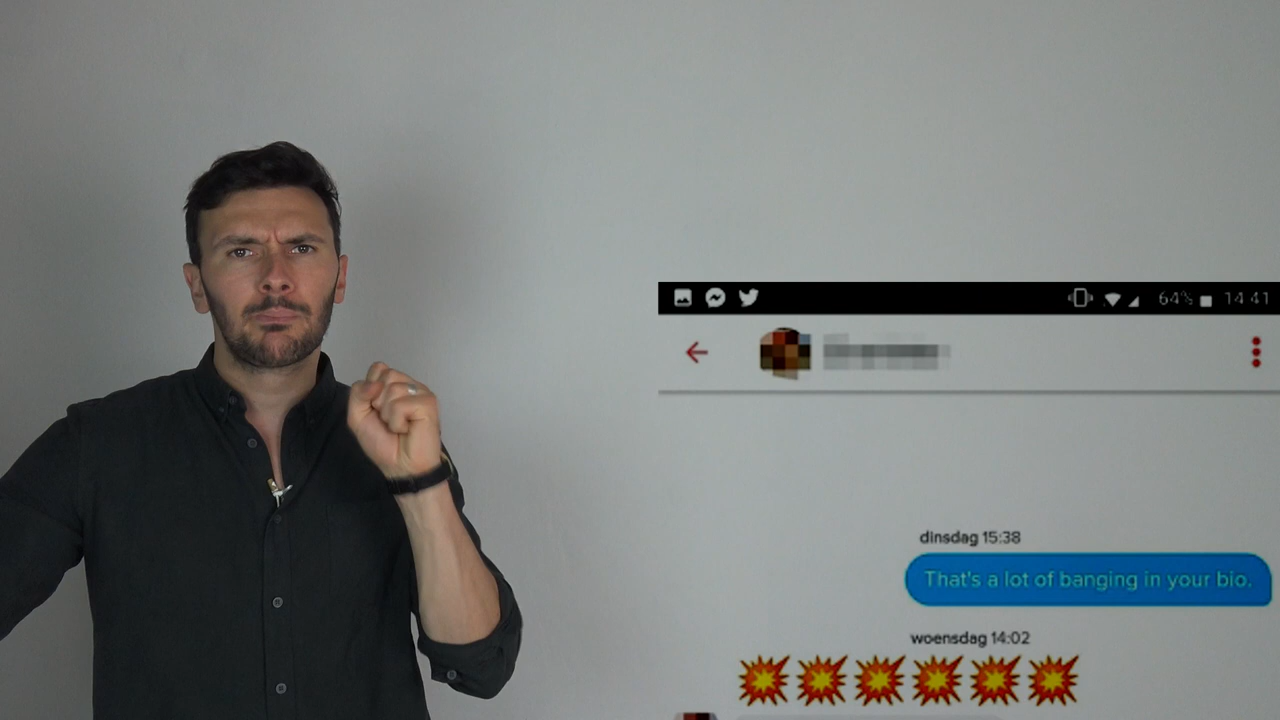 64% 14 41
dinsdag 15:38
That's a lot of banging in your bio.
woensdag 14:02